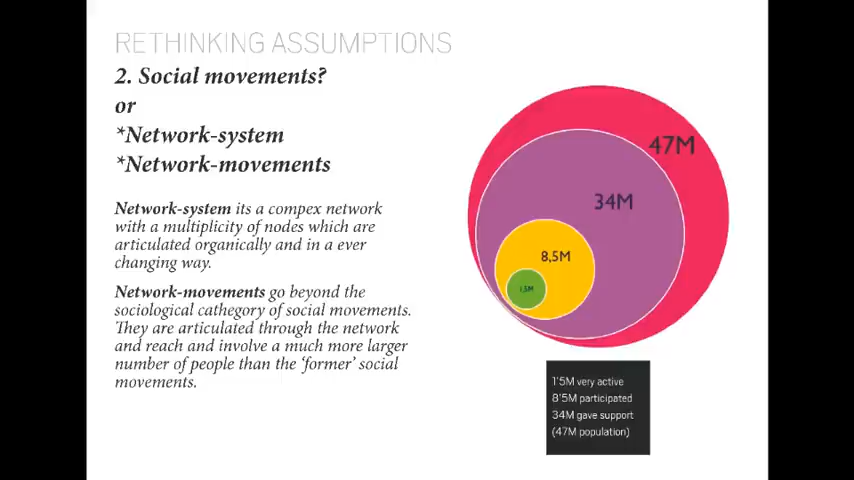 RETHINKING ASSUMPTIONS
2. Social movements?
or
*Network-system
*Network-movements
Network-system its a compex network
with a multiplicity of nodes which are
articulated organically and in a ever
changing way.
Network-movements go beyond the
sociological cathegory of social movements.
They are articulated through the network
and reach and involve a much more larger
number of people than the ‘former’ social
movements.
47M
34M
8,5M
1,5M
1'5M very active
8'5M participated
34M gave support
(47M population)